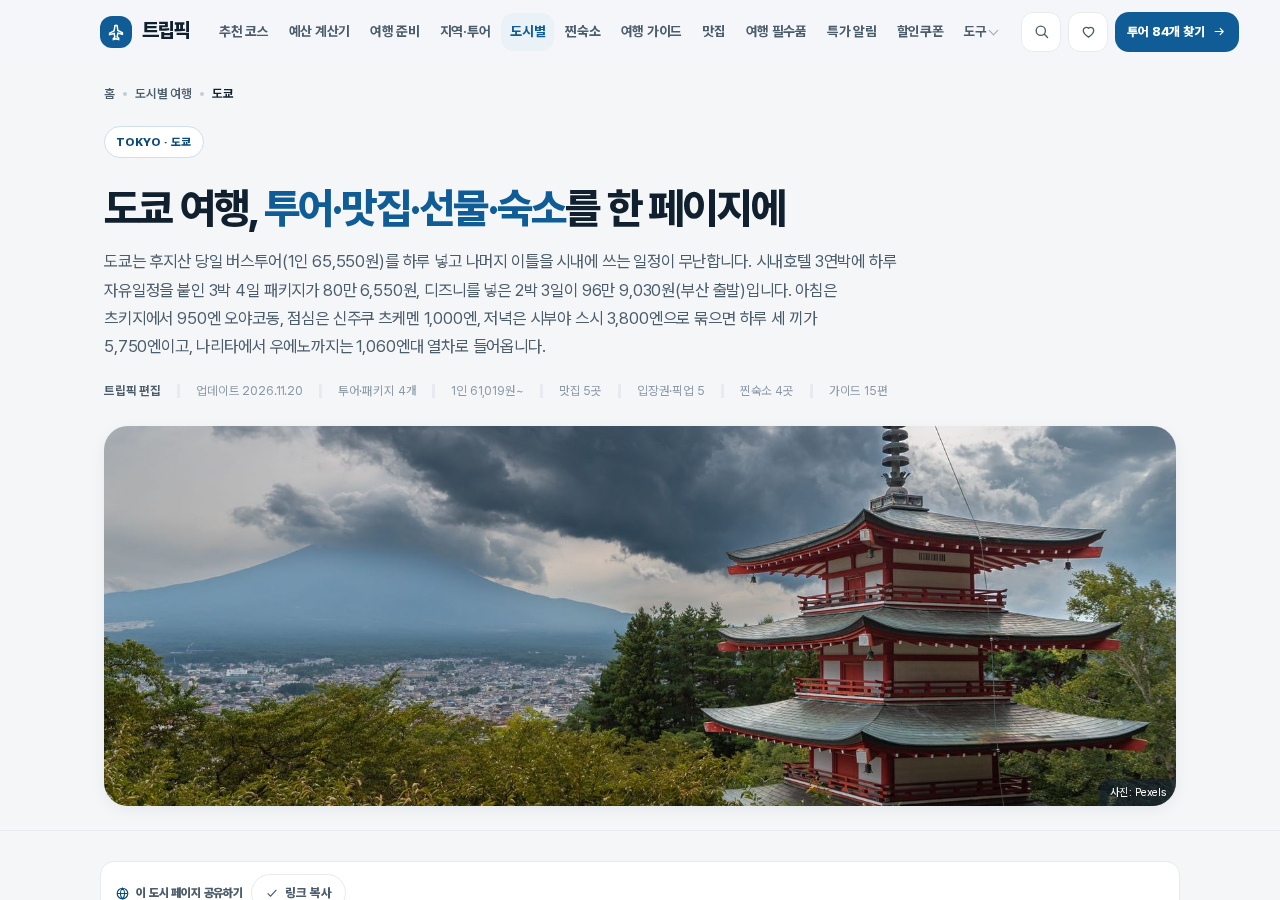 트립픽
추천 코스 예산 계산기 여행 준비 지역·투어 도시별 찐숙소 여행 가이드 맛집 여행 필수품 특가 알림 할인쿠폰 도구
투어 84개 찾기 →
홈 • 도시별 여행 • 도쿄
TOKYO · 도쿄
도쿄 여행, 투어·맛집·선물·숙소를 한 페이지에
도쿄는 후지산 당일 버스투어(1인 65,550원)를 하루 넣고 나머지 이틀을 시내에 쓰는 일정이 무난합니다. 시내호텔 3연박에 하루
자유일정을 붙인 3박 4일 패키지가 80만 6,550원, 디즈니를 넣은 2박 3일이 96만 9,030원(부산 출발)입니다. 아침은
츠키지에서 950엔 오야코동, 점심은 신주쿠 츠케멘 1,000엔, 저녁은 시부야 스시 3,800엔으로 묶으면 하루 세 끼가
5,750엔이고, 나리타에서 우에노까지는 1,060엔대 열차로 들어옵니다.
트립픽 편집 | 업데이트 2026.11.20 | 투어·패키지 4개 | 1인 61,019원~ | 맛집 5곳 | 입장권·픽업 5 | 찐숙소 4곳 | 가이드 15편
사진: Pexels
이 도시 페이지 공유하기 링크 복사